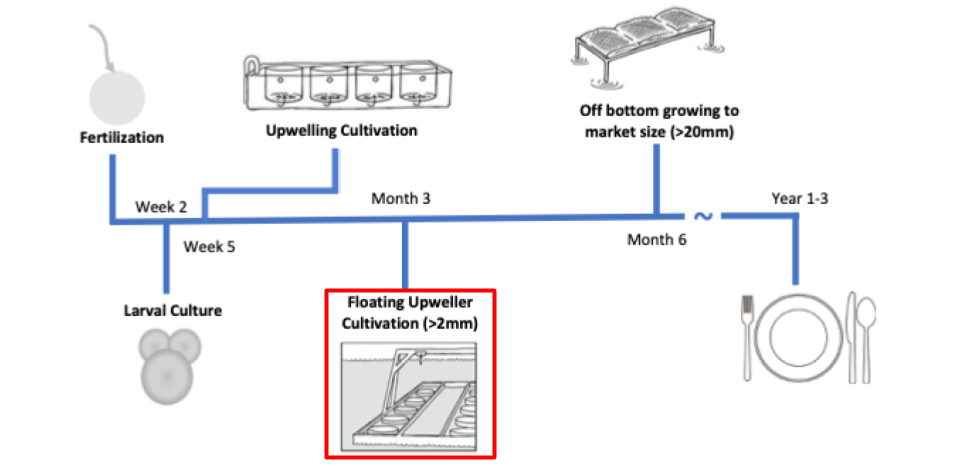 Fertilization
Upwelling Cultivation
Off bottom growing to
market size (>20mm)
Week 2
Month 3
Year 1-3
~
Week 5
Month 6
Larval Culture
Floating Upweller
Cultivation (>2mm)